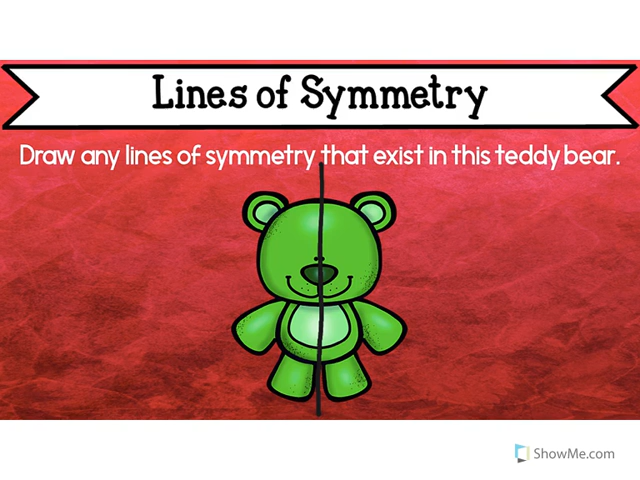 Lines of Symmetry
Draw any lines of symmetry that exist in this teddy bear.
ShowMe.com